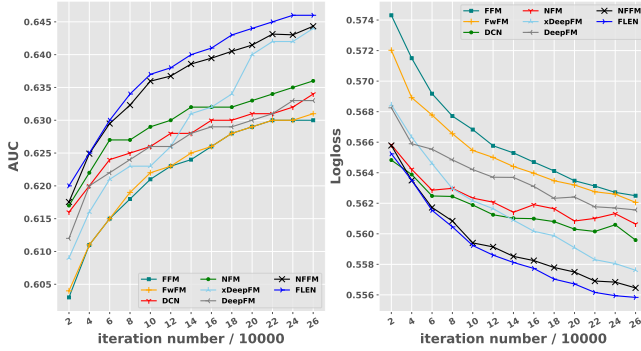 0.645
0.640
0.635
0.630
0.625
0.620
0.615
0.610
0.605
AUC
2 4 6 8 10 12 14 16 18 20 22 24 26
iteration number / 10000
FFM NFM NFFM
FwFM xDeepFM FLEN
DCN DeepFM
0.574
0.572
0.570
0.568
0.566
0.564
0.562
0.560
0.558
0.556
Logloss
2 4 6 8 10 12 14 16 18 20 22 24 26
iteration number / 10000
FFM NFM NFFM
FwFM xDeepFM FLEN
DCN DeepFM